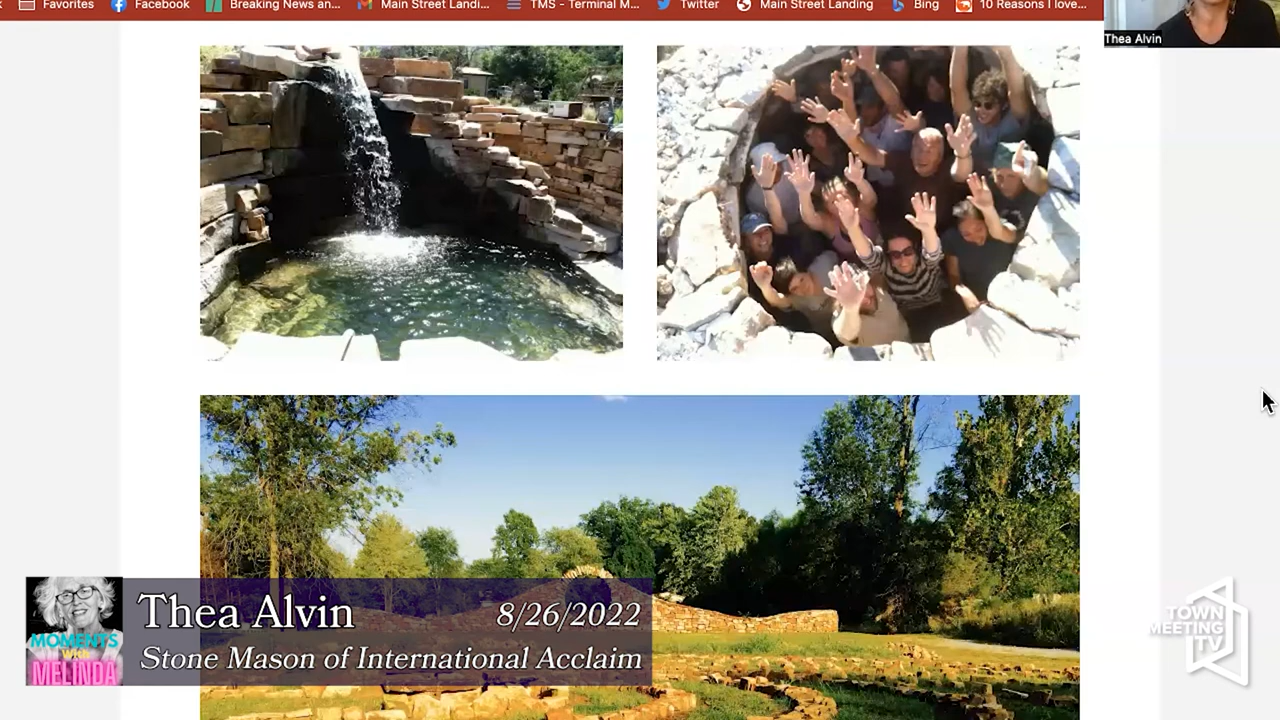 Favorites
Facebook
Breaking News an...
Main Street Landi...
TMS - Terminal M...
Twitter
Main Street Landing
Bing
10 Reasons I love...
Thea Alvin
Thea Alvin
8/26/2022
Stone Mason of International Acclaim
MOMENTS
With
MELINDA
TOWN
MEETING
TV